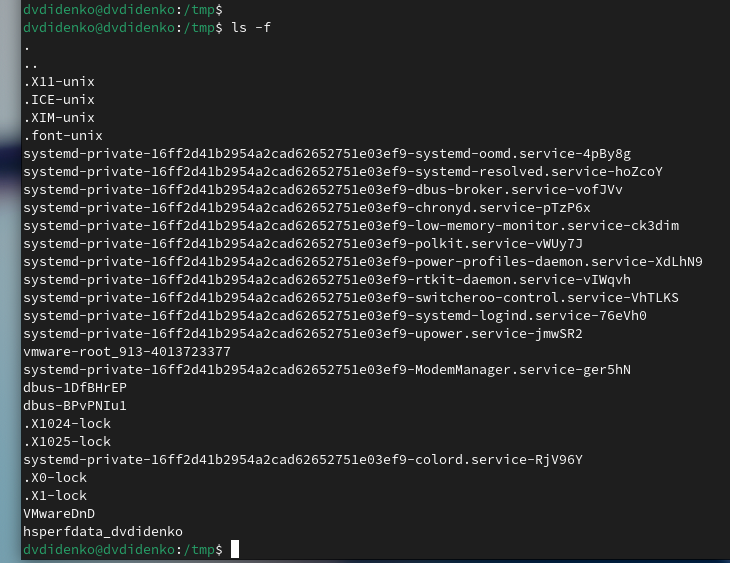 dvdidenko@dvdidenko:/tmp$
dvdidenko@dvdidenko:/tmp$ ls -f
.
..
.X11-unix
.ICE-unix
.XIM-unix
.font-unix
systemd-private-16ff2d41b2954a2cad62652751e03ef9-systemd-oomd.service-4pBy8g
systemd-private-16ff2d41b2954a2cad62652751e03ef9-systemd-resolved.service-hoZcoY
systemd-private-16ff2d41b2954a2cad62652751e03ef9-dbus-broker.service-vofJVv
systemd-private-16ff2d41b2954a2cad62652751e03ef9-chronyd.service-pTzP6x
systemd-private-16ff2d41b2954a2cad62652751e03ef9-low-memory-monitor.service-ck3dim
systemd-private-16ff2d41b2954a2cad62652751e03ef9-polkit.service-vWUy7J
systemd-private-16ff2d41b2954a2cad62652751e03ef9-power-profiles-daemon.service-XdLhN9
systemd-private-16ff2d41b2954a2cad62652751e03ef9-rtkit-daemon.service-vIWqvh
systemd-private-16ff2d41b2954a2cad62652751e03ef9-switcheroo-control.service-VhTLKS
systemd-private-16ff2d41b2954a2cad62652751e03ef9-systemd-logind.service-76eVh0
systemd-private-16ff2d41b2954a2cad62652751e03ef9-upower.service-jmwSR2
vmware-root_913-4013723377
systemd-private-16ff2d41b2954a2cad62652751e03ef9-ModemManager.service-ger5hN
dbus-1DfBHrEP
dbus-BPvPNIu1
.X1024-lock
.X1025-lock
systemd-private-16ff2d41b2954a2cad62652751e03ef9-colord.service-RjV96Y
.X0-lock
.X1-lock
VMwareDnD
hsperfdata_dvdidenko
dvdidenko@dvdidenko:/tmp$